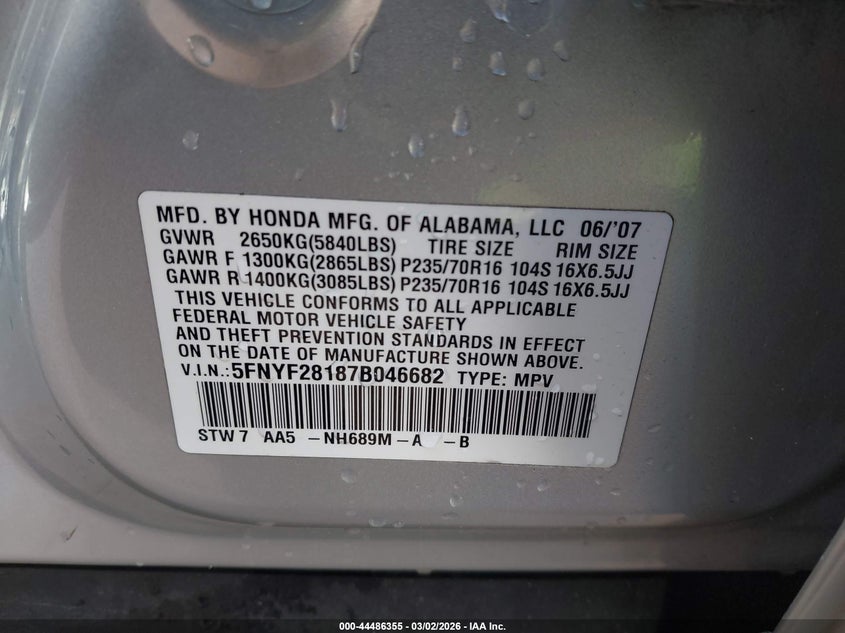 MFD. BY HONDA MFG. OF ALABAMA, LLC 06/'07
GVWR 2650KG(5840LBS) TIRE SIZE RIM SIZE
GAWR F 1300KG(2865LBS) P235/70R16 104S 16X6.5JJ
GAWR R 1400KG(3085LBS) P235/70R16 104S 16X6.5JJ
THIS VEHICLE CONFORMS TO ALL APPLICABLE
FEDERAL MOTOR VEHICLE SAFETY
AND THEFT PREVENTION STANDARDS IN EFFECT
ON THE DATE OF MANUFACTURE SHOWN ABOVE.
V.I.N.:5FNYF28187B046682 TYPE: MPV
STW7 AA5 -NH689M-A -B
000-44486355 - 03/02/2026 - IAA Inc.